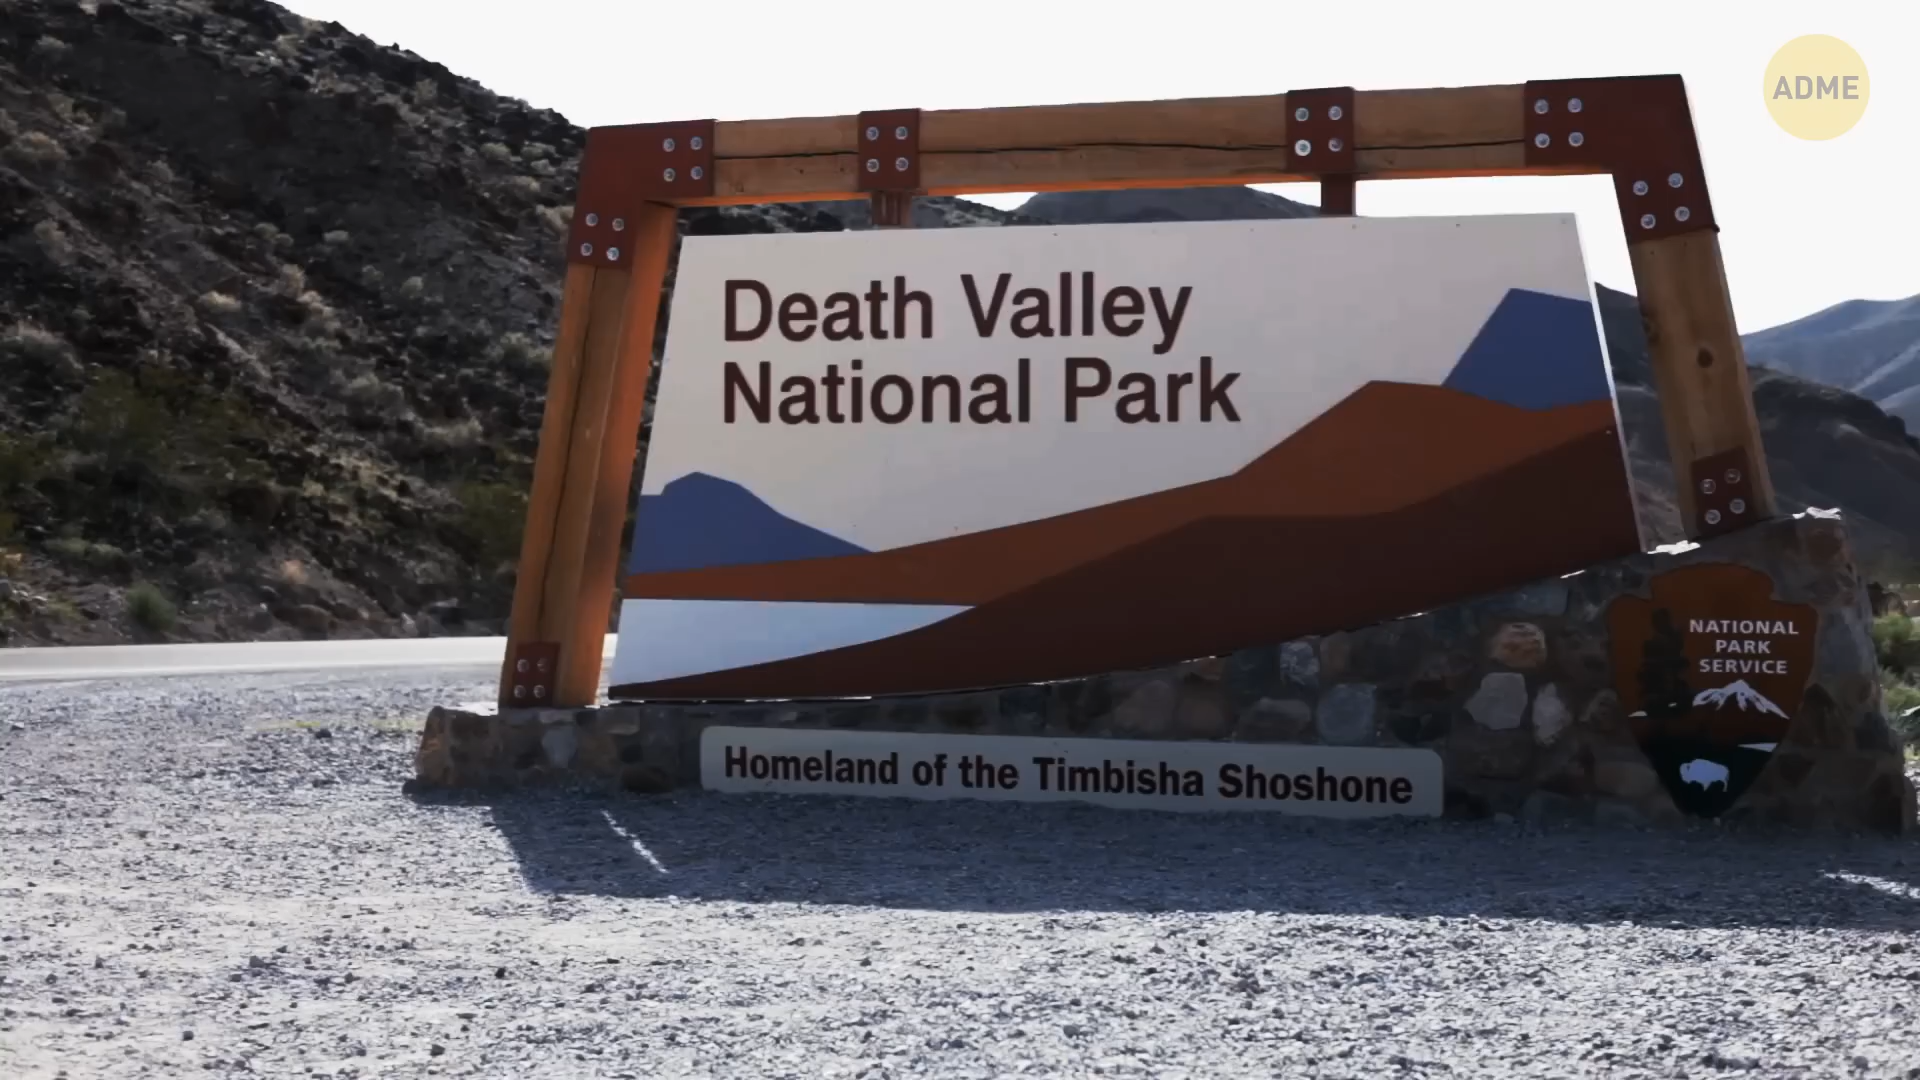 ADME
Death Valley
National Park
NATIONAL
PARK
SERVICE
Homeland of the Timbisha Shoshone